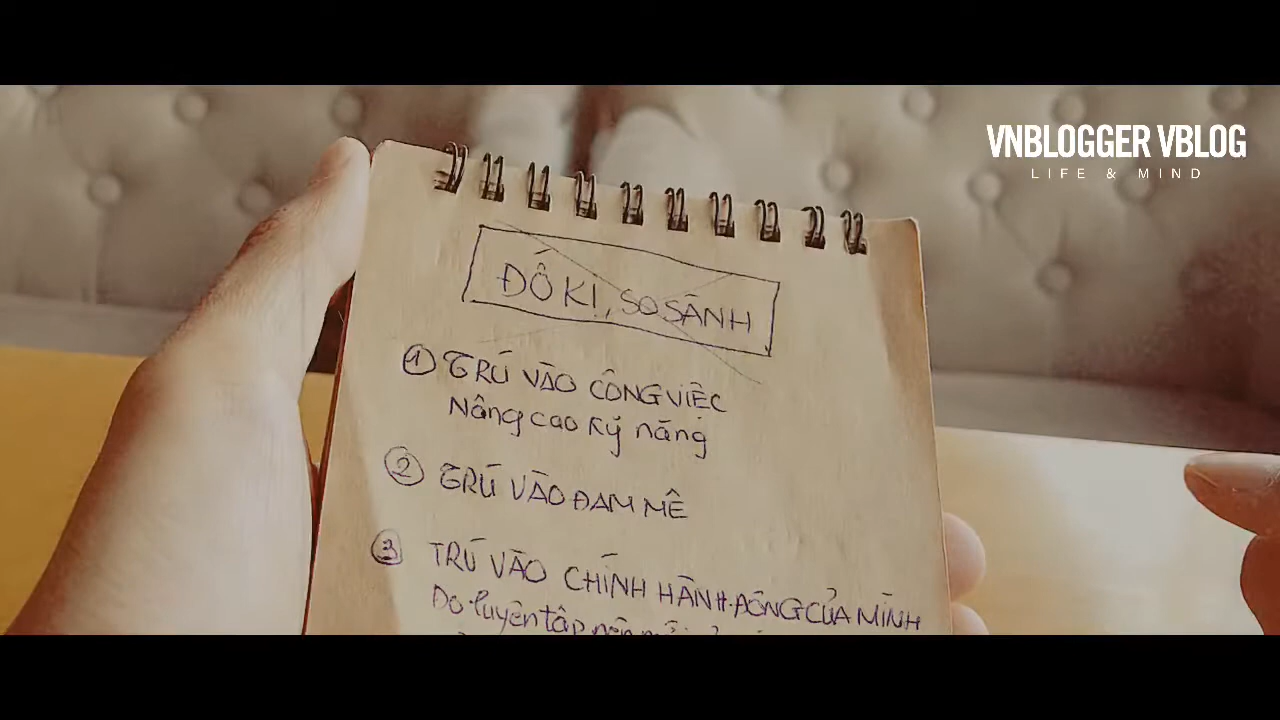 VNBLOGGER VBLOG
LIFE & MIND
ĐỐ KỊ, SO SÁNH
① TRÚ VÀO CÔNG VIỆC
Nâng cao kỹ năng
② TRÚ VÀO ĐAM MÊ
③ TRÚ VÀO CHÍNH HÀNH ĐỘNG CỦA MÌNH
Do luyện tập nên